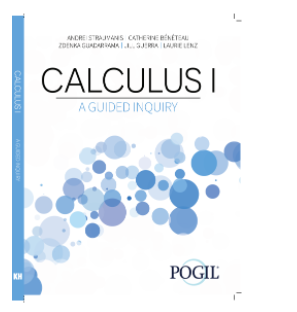 ANDREI STRAUMANIS | CATHERINE BÉNÉTEAU
ZDENKA GUADARRAMA | JILL GUERRA | LAURIE LENZ
CALCULUS I
A GUIDED INQUIRY
POGIL
CALCULUS I
A GUIDED INQUIRY
KH